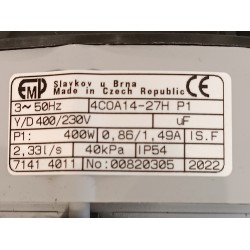 EMP Slavkov u Brna
Made in Czech Republic CE
3~50Hz 4COA14-27H P1
Y/D 400/230V uF
P1: 400W 0,86/1,49A IS.F
2,33l/s 40kPa IP54
7141 4011 No:00820305 2022